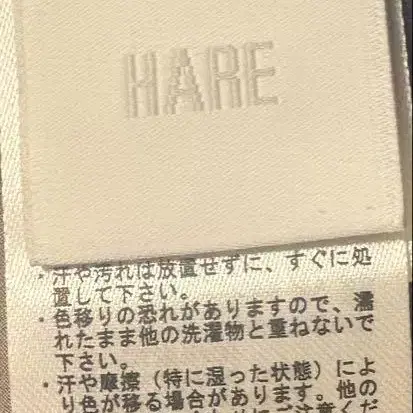 HARE
・汗や汚れは放置せずに、すぐに処
置して下さい。
・色移りの恐れがありますので、濡
れたまま他の洗濯物と重ねないで
下さい。
・汗や摩擦（特に湿った状態）によ
り色が移る場合があります。他の